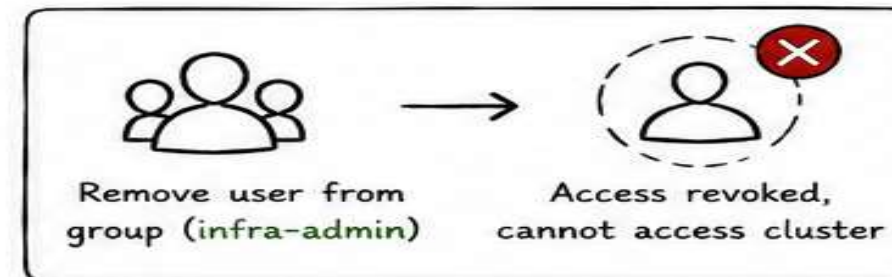 Remove user from
group (infra-admin)
Access revoked,
cannot access cluster